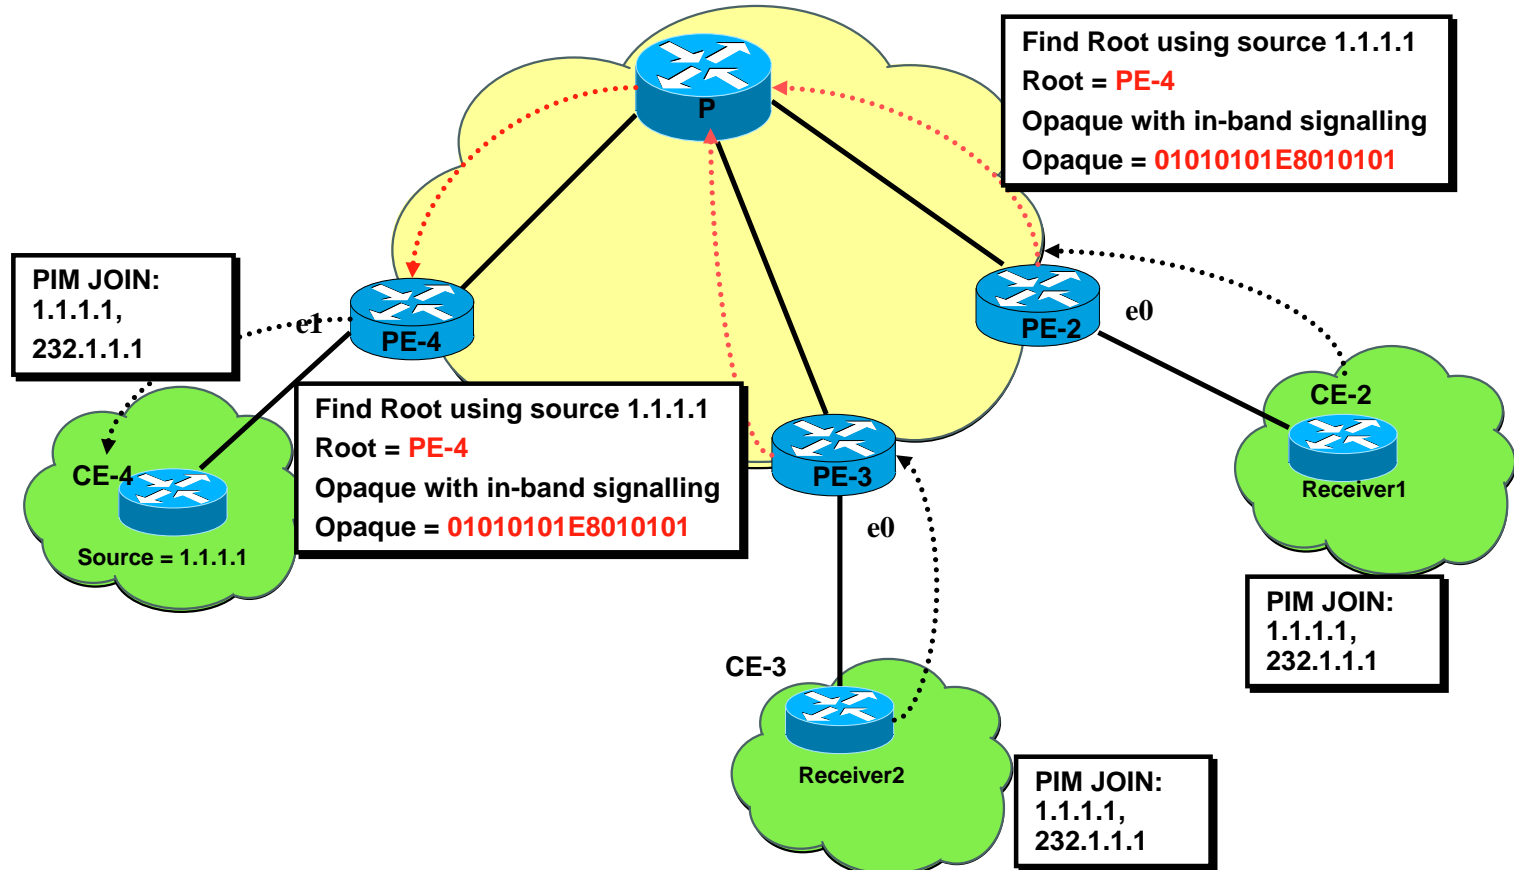 Find Root using source 1.1.1.1
Root = PE-4
Opaque with in-band signalling
Opaque = 01010101E8010101
P
PIM JOIN:
1.1.1.1,
232.1.1.1
e1
PE-4
PE-2
e0
Find Root using source 1.1.1.1
Root = PE-4
Opaque with in-band signalling
Opaque = 01010101E8010101
CE-4
Source = 1.1.1.1
PE-3
e0
CE-2
Receiver1
PIM JOIN:
1.1.1.1,
232.1.1.1
CE-3
Receiver2
PIM JOIN:
1.1.1.1,
232.1.1.1